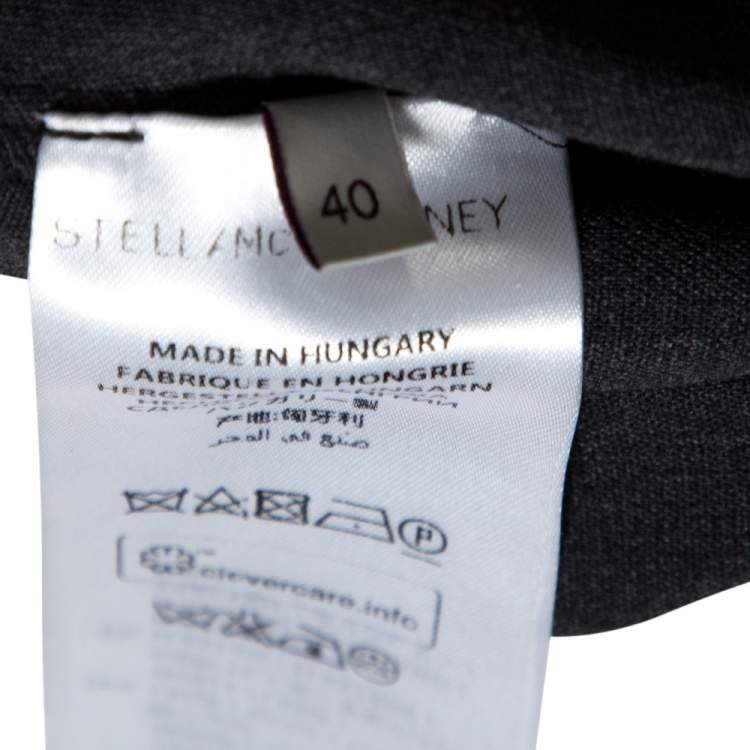 40
STELLA MC NEY
MADE IN HUNGARY
FABRIQUE EN HONGRIE
产地:匈牙利
صنع في المجر
P
clevercare.info